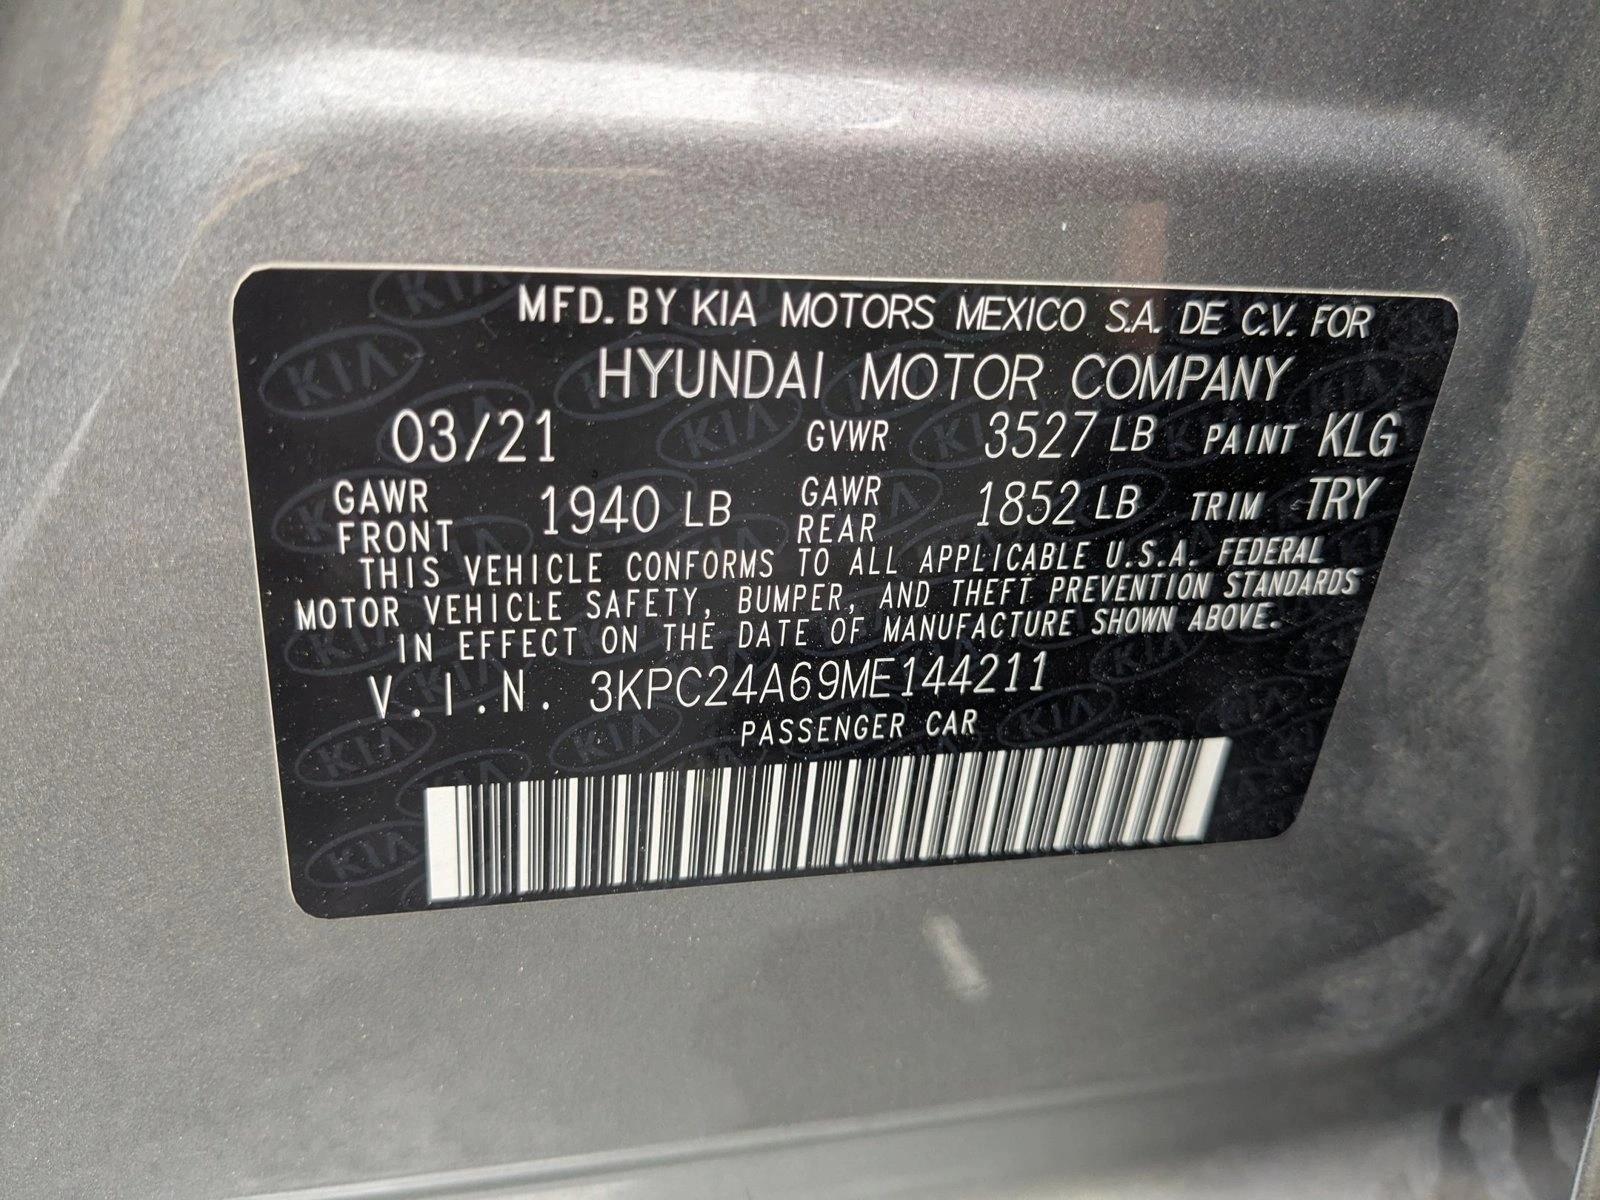 MFD. BY KIA MOTORS MEXICO S.A. DE C.V. FOR
HYUNDAI MOTOR COMPANY
03/21 GVWR 3527 LB PAINT KLG
GAWR FRONT 1940 LB GAWR REAR 1852 LB TRIM TRY
THIS VEHICLE CONFORMS TO ALL APPLICABLE U.S.A. FEDERAL
MOTOR VEHICLE SAFETY, BUMPER, AND THEFT PREVENTION STANDARDS
IN EFFECT ON THE DATE OF MANUFACTURE SHOWN ABOVE.
V.I.N. 3KPC24A69ME144211
PASSENGER CAR